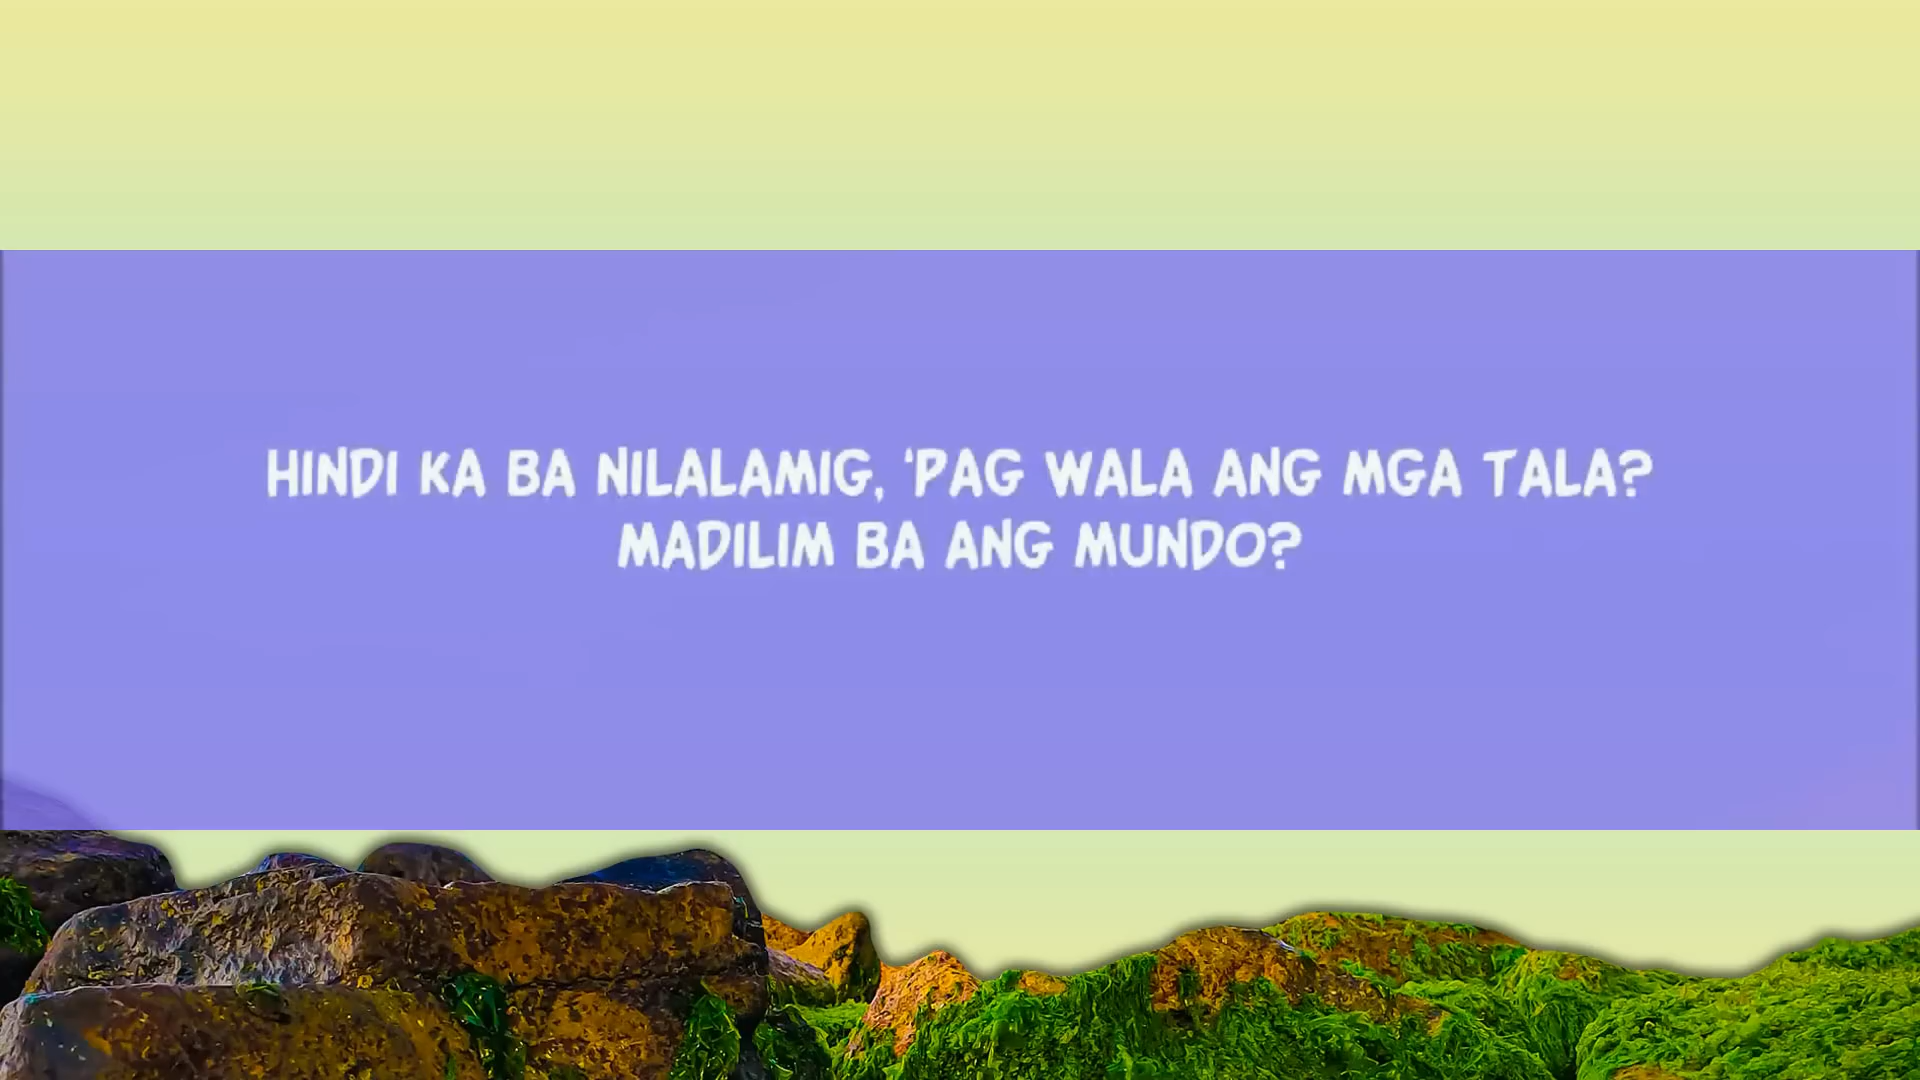 HINDI KA BA NILALAMIG, ‘PAG WALA ANG MGA TALA?
MADILIM BA ANG MUNDO?